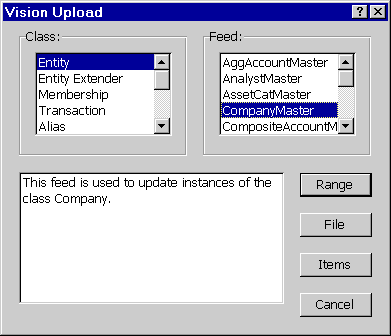 Vision Upload
Class:
Entity
Entity Extender
Membership
Transaction
Alias
Feed:
AggAccountMaster
AnalystMaster
AssetCatMaster
CompanyMaster
CompositeAccountM
This feed is used to update instances of the
class Company.
Range
File
Items
Cancel